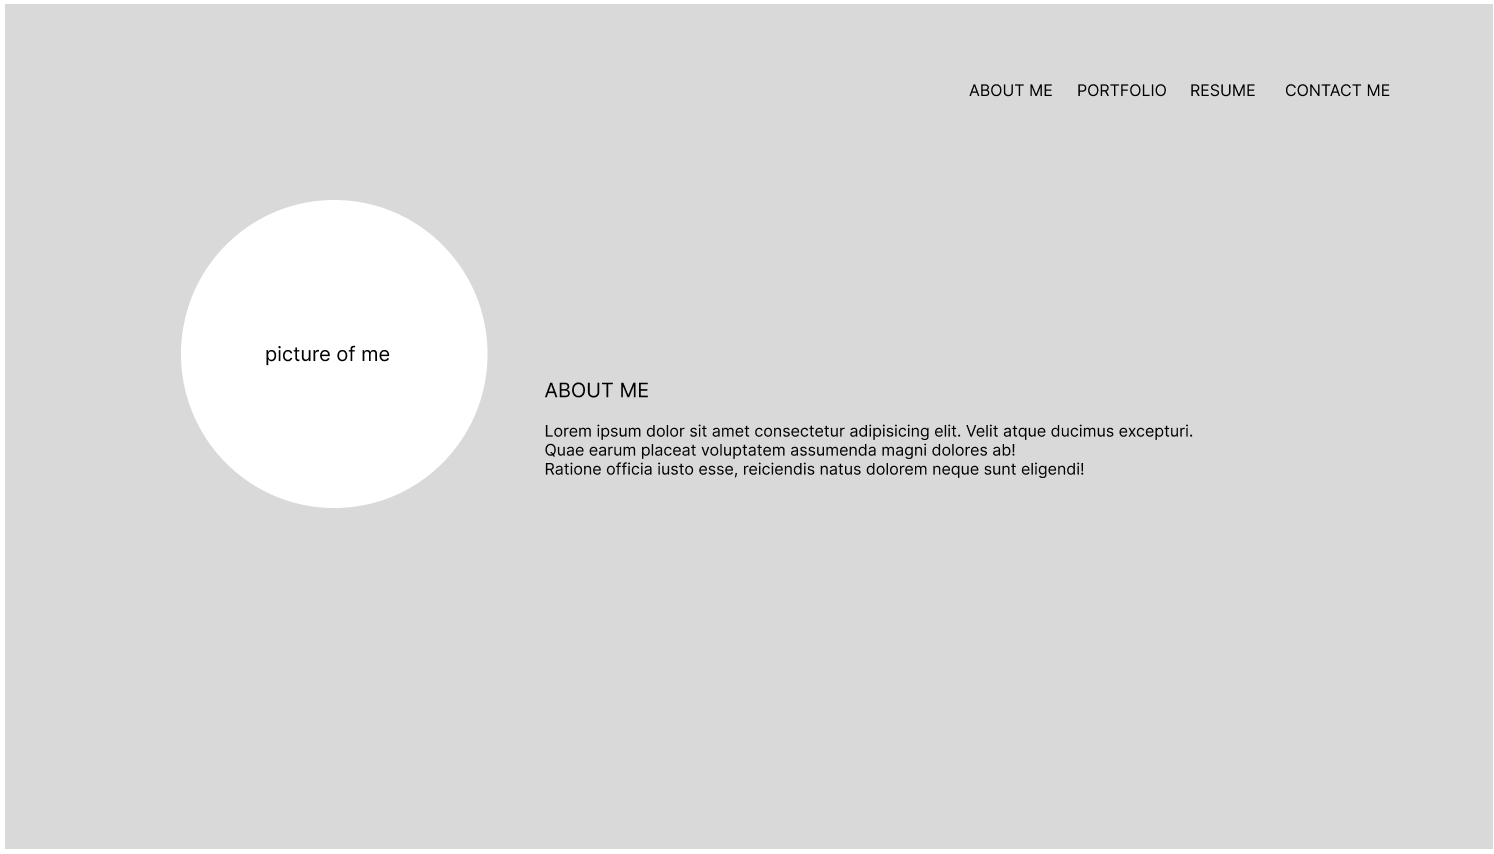 ABOUT ME PORTFOLIO RESUME CONTACT ME
picture of me
ABOUT ME
Lorem ipsum dolor sit amet consectetur adipisicing elit. Velit atque ducimus excepturi.
Quae earum placeat voluptatem assumenda magni dolores ab!
Ratione officia iusto esse, reiciendis natus dolorem neque sunt eligendi!